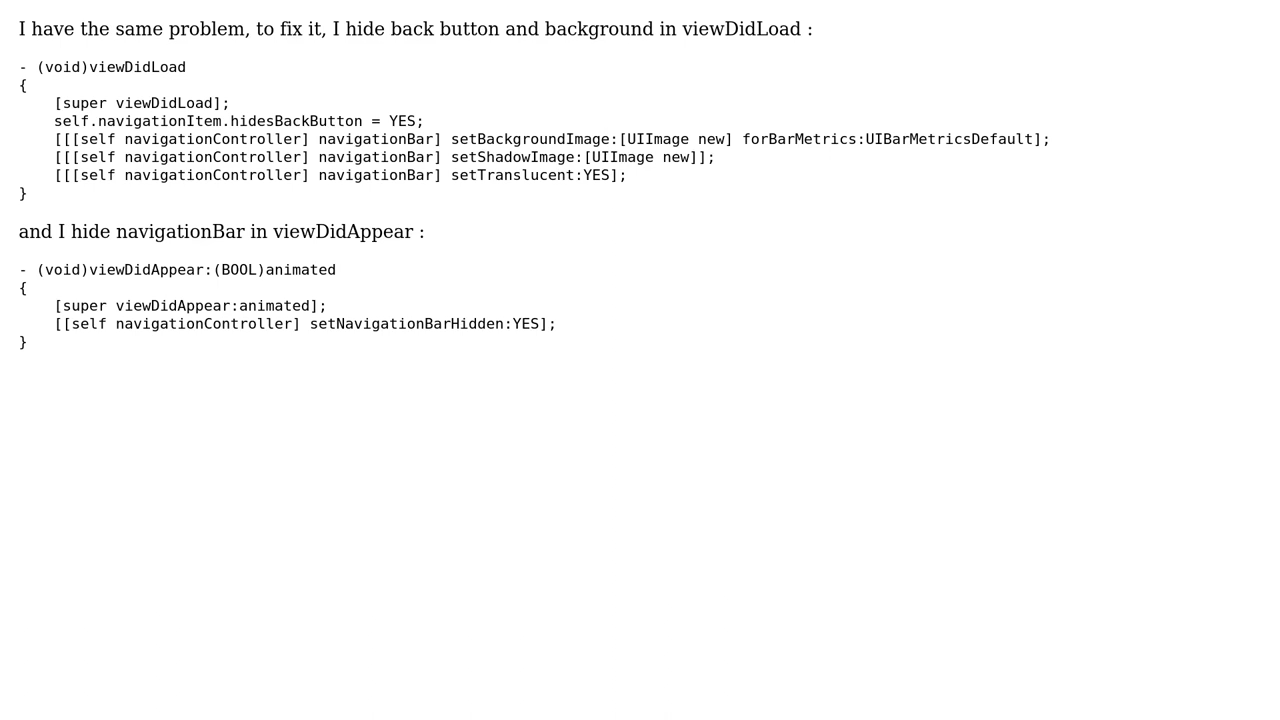 I have the same problem, to fix it, I hide back button and background in viewDidLoad :
- (void)viewDidLoad
{
    [super viewDidLoad];
    self.navigationItem.hidesBackButton = YES;
    [[[self navigationController] navigationBar] setBackgroundImage:[UIImage new] forBarMetrics:UIBarMetricsDefault];
    [[[self navigationController] navigationBar] setShadowImage:[UIImage new]];
    [[[self navigationController] navigationBar] setTranslucent:YES];
}
and I hide navigationBar in viewDidAppear :
- (void)viewDidAppear:(BOOL)animated
{
    [super viewDidAppear:animated];
    [[self navigationController] setNavigationBarHidden:YES];
}